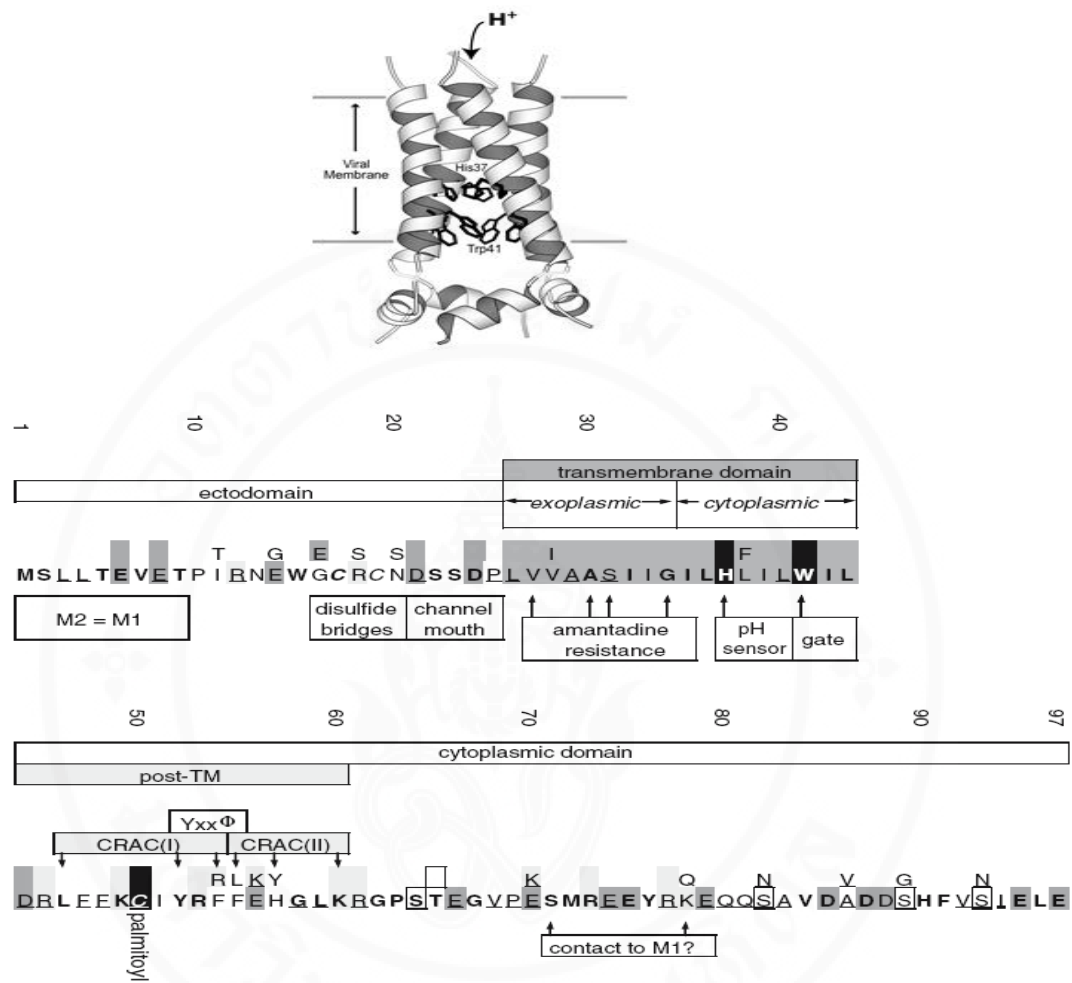 H+
Viral
Membrane
His37
Trp41
1 10 20 30 40
transmembrane domain
ectodomain
exoplasmic cytoplasmic
T G E S S I F
MSLLTEVETPIRNEWGCRCNDSSDPLVVAASIIGILHLILWIL
M2 = M1
disulfide bridges
channel mouth
amantadine resistance
pH sensor
gate
50 60 70 80 90 97
cytoplasmic domain
post-TM
YxxΦ
CRAC(I) CRAC(II)
R L K Y K Q N V G N
DRLFFKCIYRFFEHGLKRGPSTEGVPESMREEYRKEQQSAVDADDSHFVSIELE
palmitoyl
contact to M1?